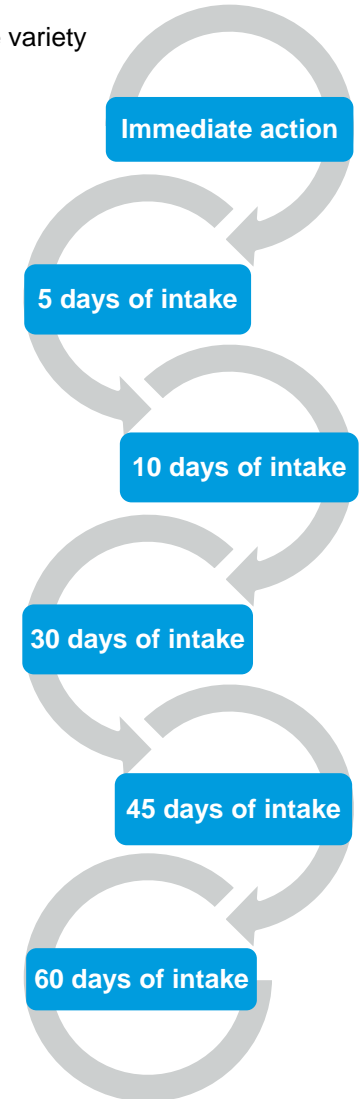 variety
Immediate action
5 days of intake
10 days of intake
30 days of intake
45 days of intake
60 days of intake